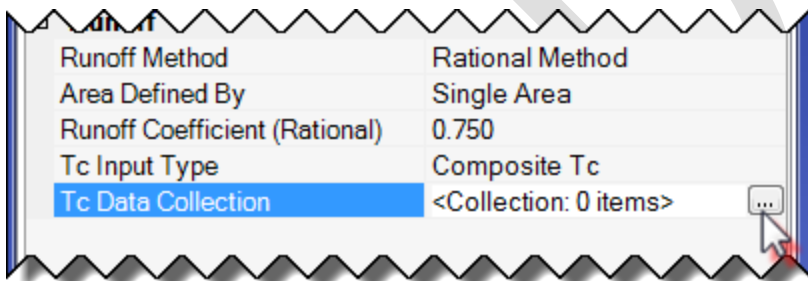 Runoff
Runoff Method Rational Method
Area Defined By Single Area
Runoff Coefficient (Rational) 0.750
Tc Input Type Composite Tc
Tc Data Collection <Collection: 0 items> ...